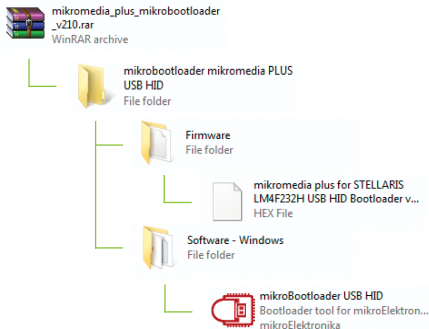 mikromedia_plus_mikrobootloader
_v210.rar
WinRAR archive
mikrobootloader mikromedia PLUS
USB HID
File folder
Firmware
File folder
mikromedia plus for STELLARIS
LM4F232H USB HID Bootloader v...
HEX File
Software - Windows
File folder
mikroBootloader USB HID
Bootloader tool for mikroElektron...
mikroElektronika